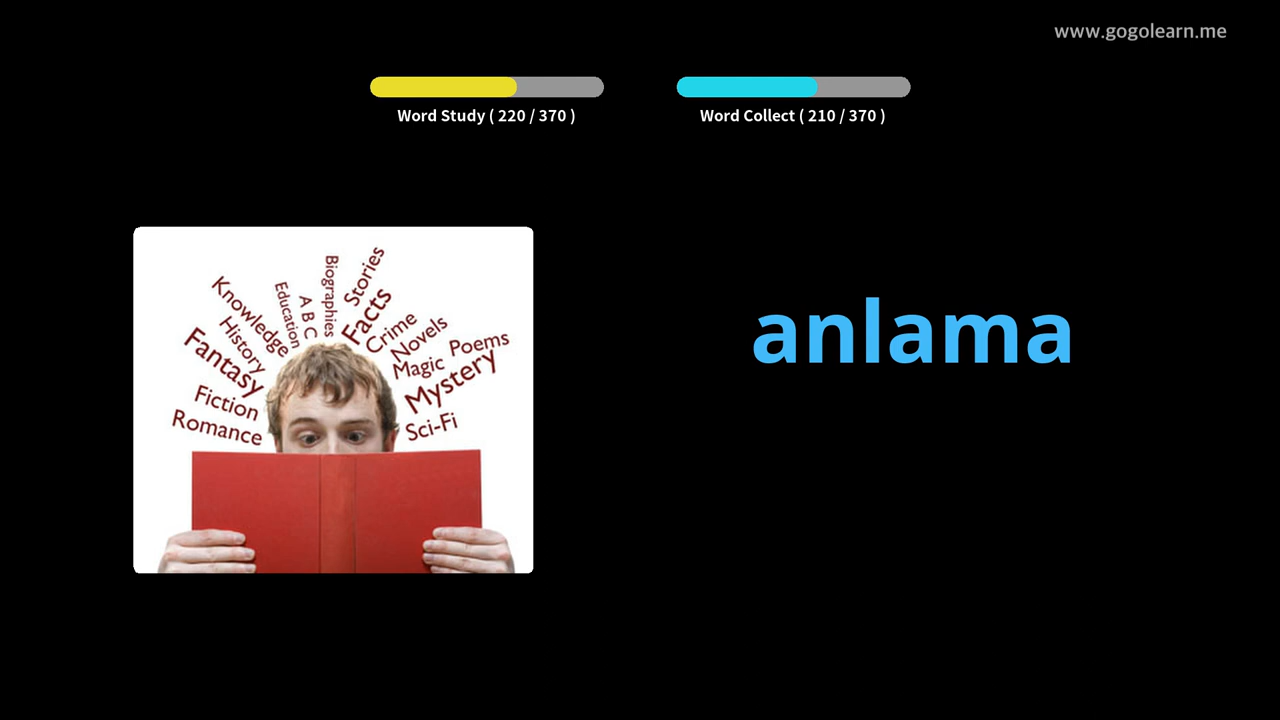 www.gogolearn.me
Word Study ( 220 / 370 )
Word Collect ( 210 / 370 )
Stories
Biographies
Facts
Education
A B C
Knowledge
Crime
Novels
History
Poems
Fantasy
Magic
Mystery
Fiction
Sci-Fi
Romance
anlama